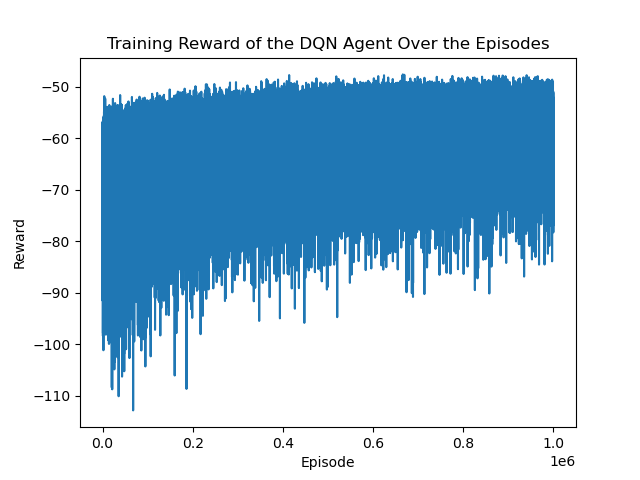 Training Reward of the DQN Agent Over the Episodes
−50
−60
−70
−80
−90
−100
−110
Reward
0.0 0.2 0.4 0.6 0.8 1.0
1e6
Episode